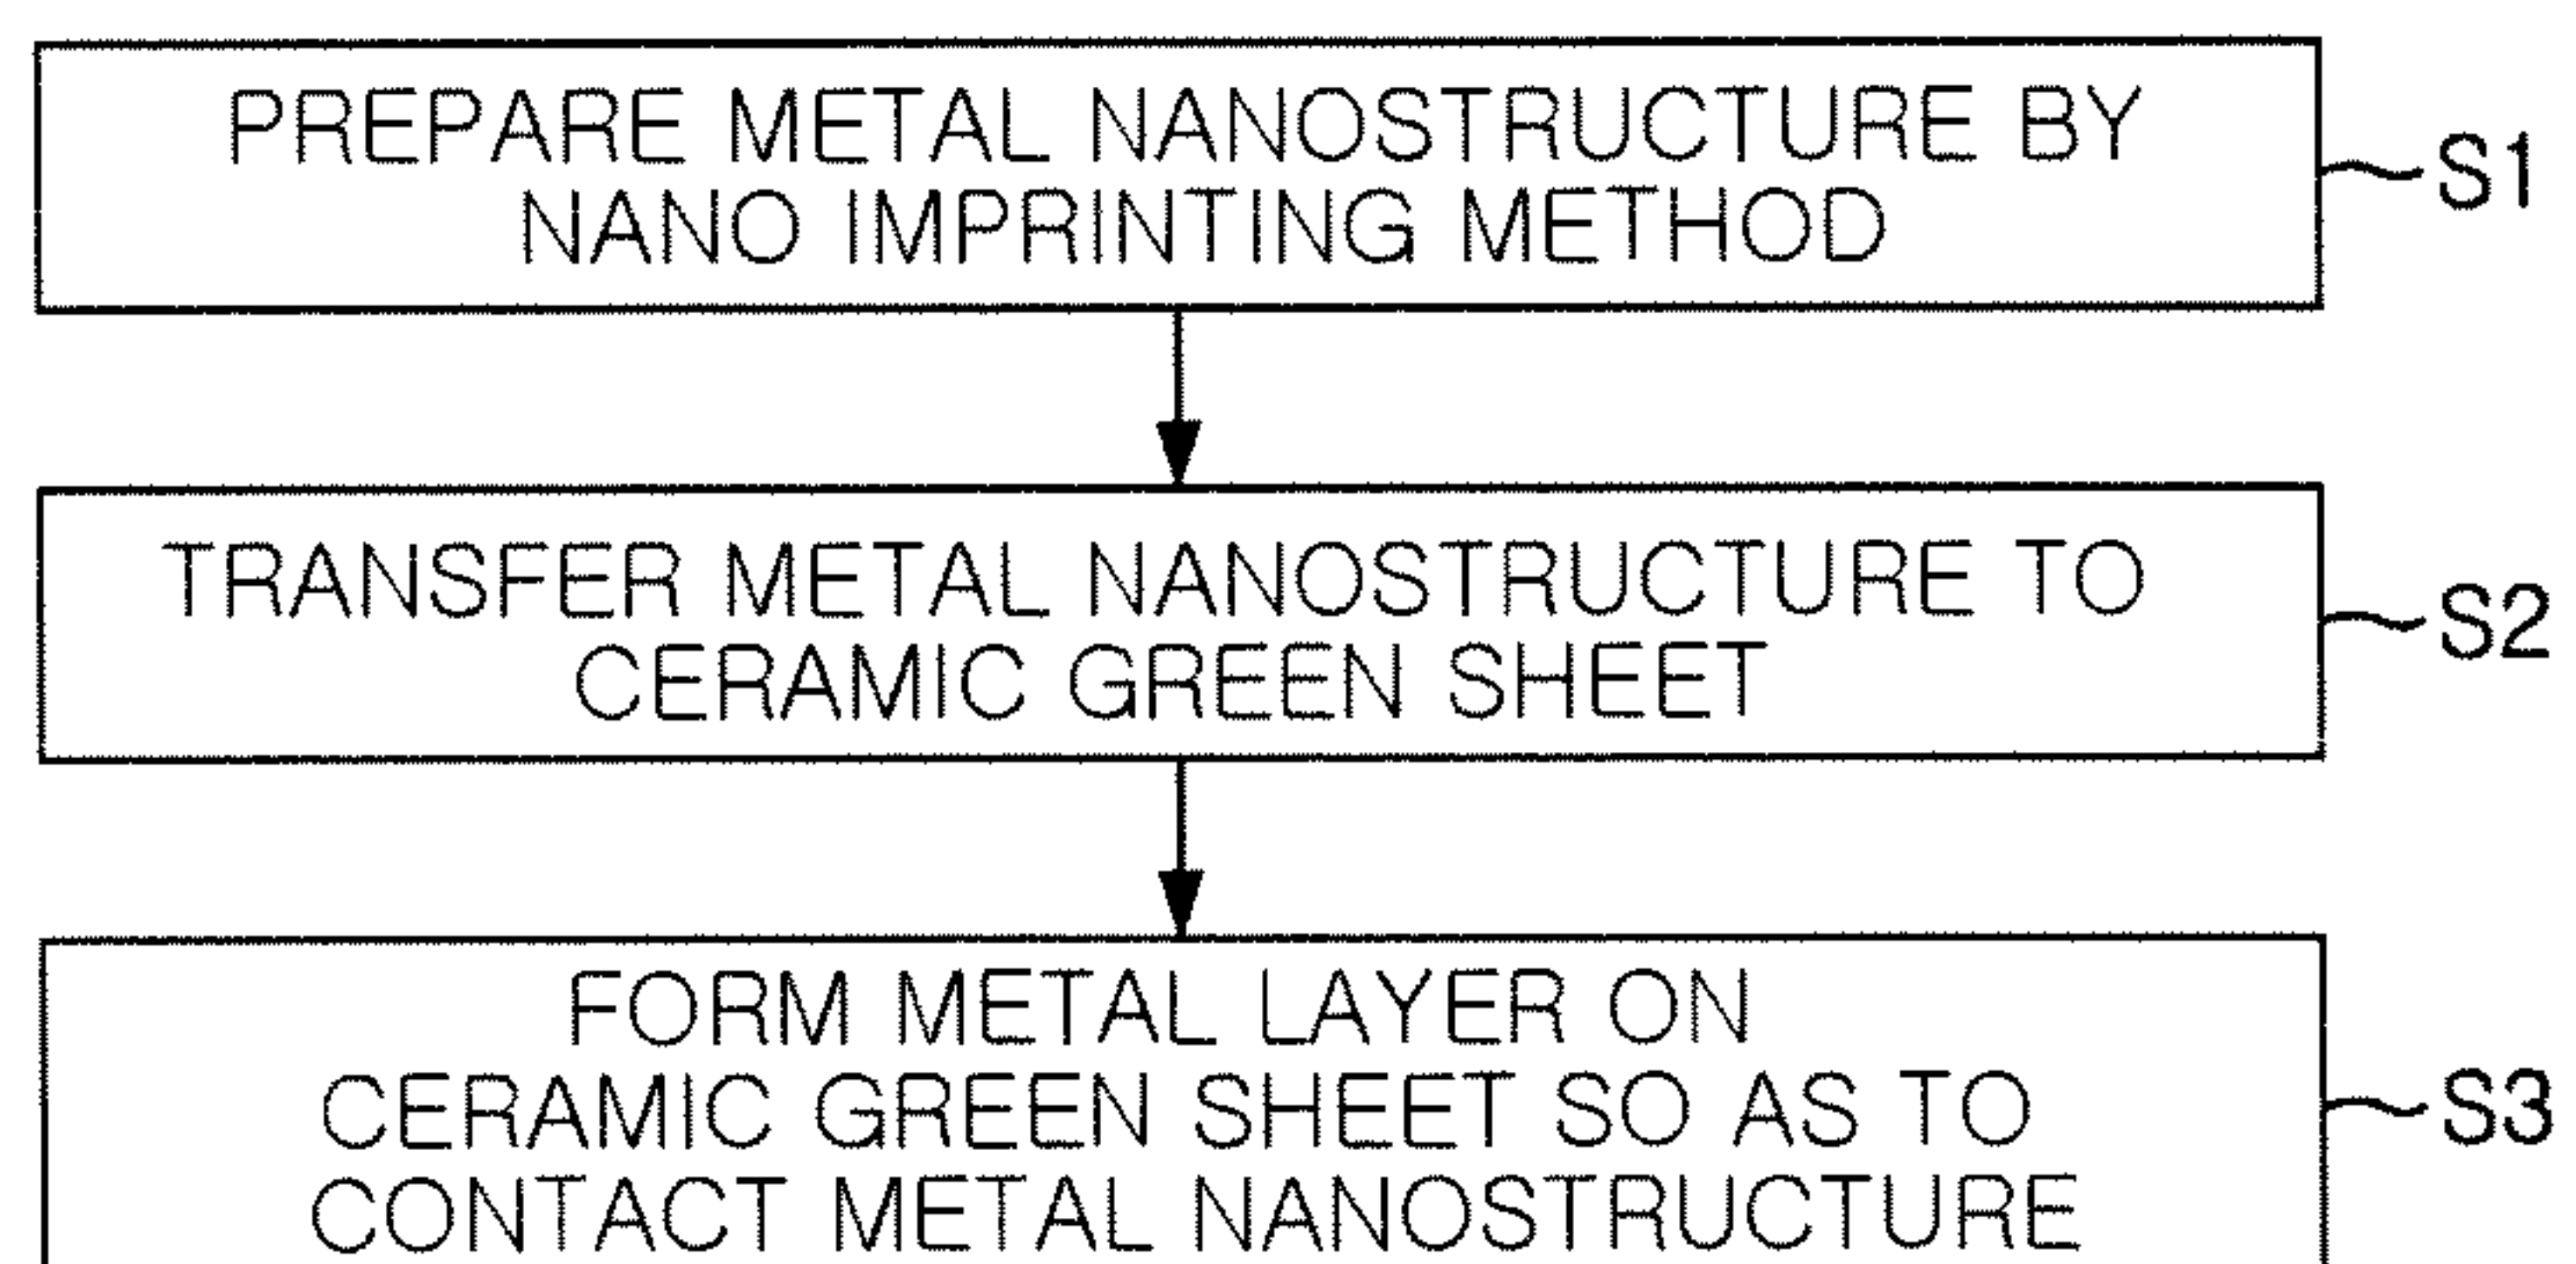 PREPARE METAL NANOSTRUCTURE BY
NANO IMPRINTING METHOD
S1
TRANSFER METAL NANOSTRUCTURE TO
CERAMIC GREEN SHEET
S2
FORM METAL LAYER ON
CERAMIC GREEN SHEET SO AS TO
CONTACT METAL NANOSTRUCTURE
S3